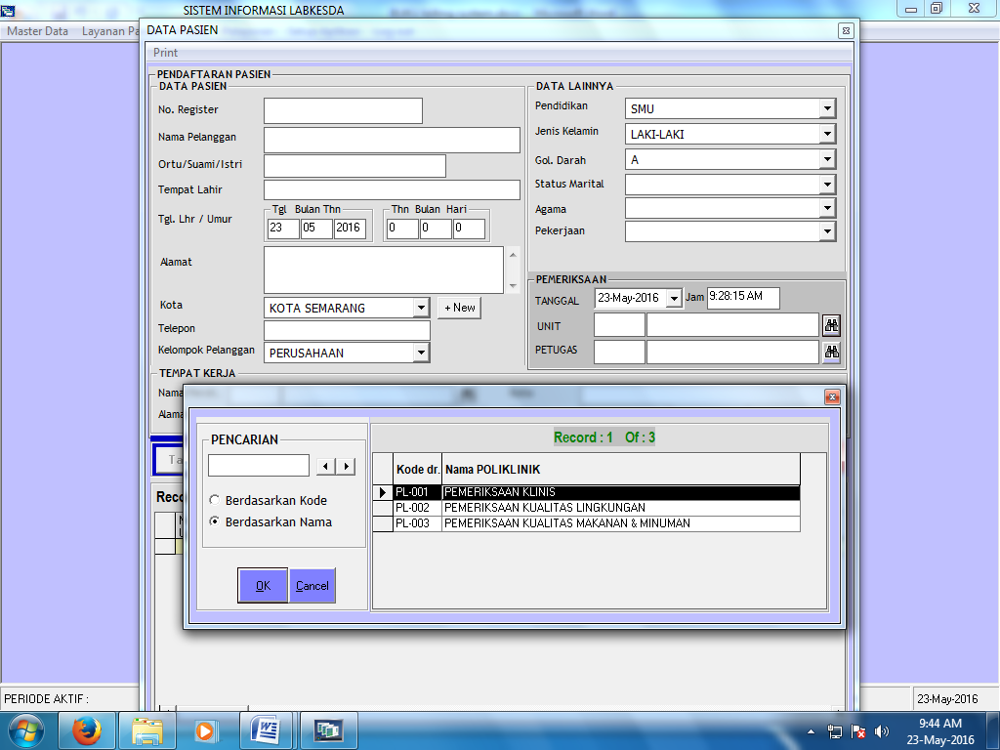 SISTEM INFORMASI LABKESDA
Master Data Layanan Pa
DATA PASIEN
Print
PENDAFTARAN PASIEN
DATA PASIEN
No. Register
Nama Pelanggan
Ortu/Suami/Istri
Tempat Lahir
Tgl Bulan Thn
Thn Bulan Hari
Tgl. Lhr / Umur
23 05 2016
0 0 0
Alamat
Kota
KOTA SEMARANG
+ New
Telepon
Kelompok Pelanggan
PERUSAHAAN
DATA LAINNYA
Pendidikan
SMU
Jenis Kelamin
LAKI-LAKI
Gol. Darah
A
Status Marital
Agama
Pekerjaan
PEMERIKSAAN
TANGGAL
23-May-2016
Jam
9:28:15 AM
UNIT
PETUGAS
TEMPAT KERJA
Nama
Alama
Ta
Reco
PENCARIAN
Berdasarkan Kode
Berdasarkan Nama
OK
Cancel
Record : 1 Of : 3
Kode dr. Nama POLIKLINIK
PL-001 PEMERIKSAAN KLINIS
PL-002 PEMERIKSAAN KUALITAS LINGKUNGAN
PL-003 PEMERIKSAAN KUALITAS MAKANAN & MINUMAN
PERIODE AKTIF :
23-May-2016
9:44 AM
23-May-2016